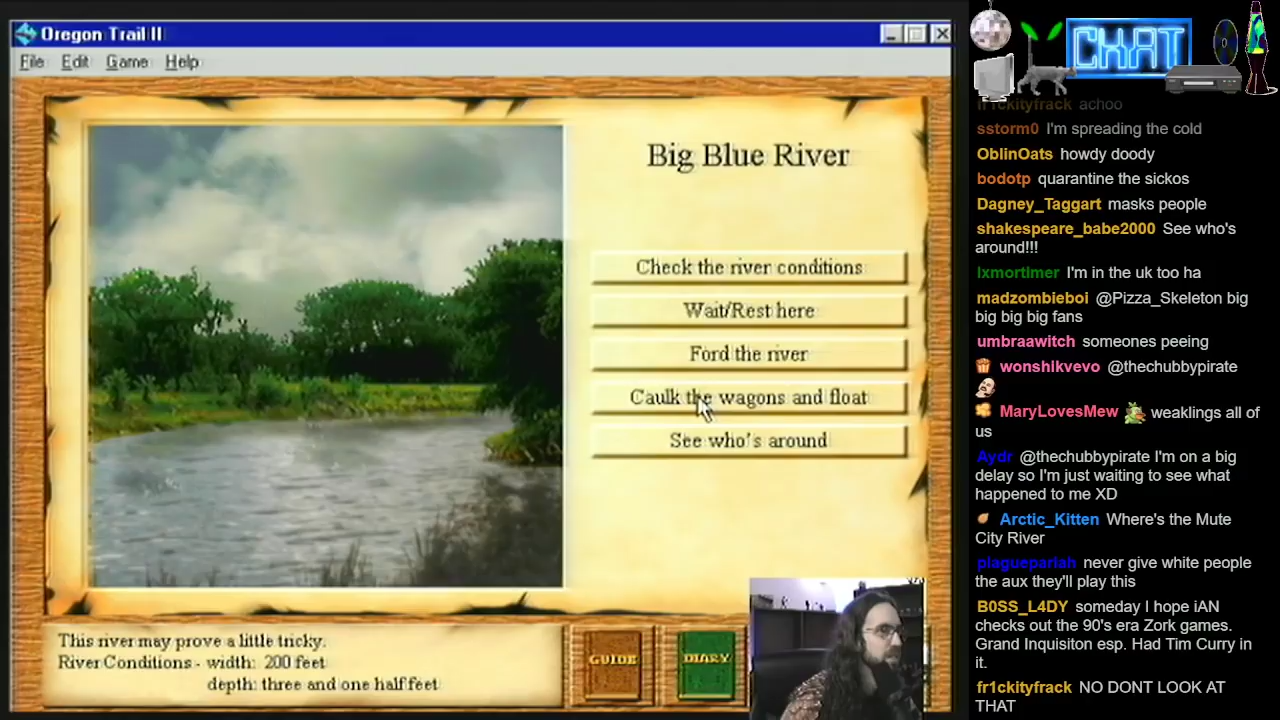 Oregon Trail II
File Edit Game Help
Big Blue River
Check the river conditions
Wait/Rest here
Ford the river
Caulk the wagons and float
See who's around
This river may prove a little tricky.
River Conditions - width: 200 feet
depth: three and one half feet
GUIDE
DIARY
CHAT
fr1ckityfrack achoo
sstorm0 I'm spreading the cold
OblinOats howdy doody
bodotp quarantine the sickos
Dagney_Taggart masks people
shakespeare_babe2000 See who's
around!!!
lxmortlmer I'm in the uk too ha
madzombieboi @Pizza_Skeleton big
big big big fans
umbraawitch someones peeing
wonshlkvevo @thechubbypirate
MaryLovesMew weaklings all of
us
Aydr @thechubbypirate I'm on a big
delay so I'm just waiting to see what
happened to me XD
Arctic_Kitten Where's the Mute
City River
plaguepariah never give white people
the aux they'll play this
B0SS_L4DY someday I hope iAN
checks out the 90's era Zork games.
Grand Inquisiton esp. Had Tim Curry in
it.
fr1ckityfrack NO DONT LOOK AT
THAT